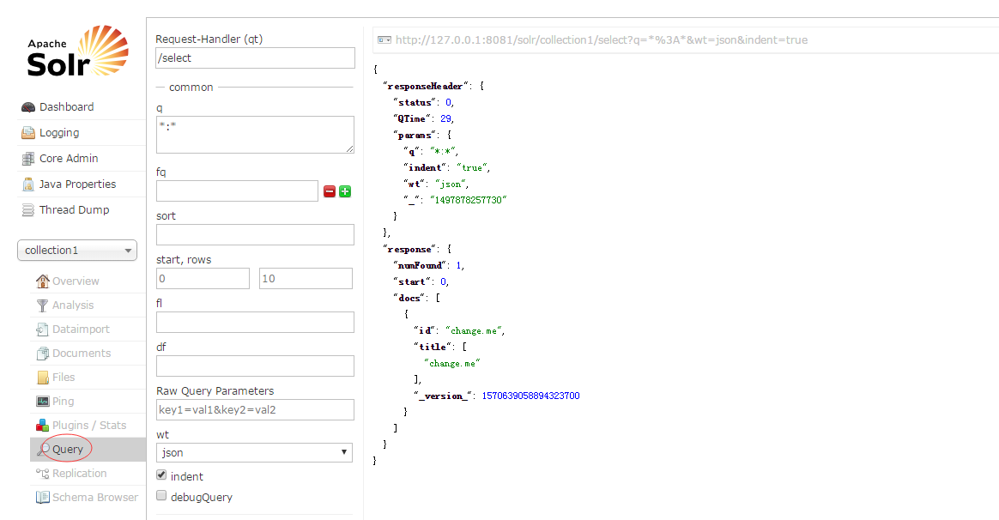 Apache
Solr
Dashboard
Logging
Core Admin
Java Properties
Thread Dump
collection1
Overview
Analysis
Dataimport
Documents
Files
Ping
Plugins / Stats
Query
Replication
Schema Browser
Request-Handler (qt)
/select
common
q
*:*
fq
sort
start, rows
0 10
fl
df
Raw Query Parameters
key1=val1&key2=val2
wt
json
indent
debugQuery
http://127.0.0.1:8081/solr/collection1/select?q=*%3A*&wt=json&indent=true
{
"responseHeader": {
"status": 0,
"QTime": 29,
"params": {
"q": "*:*",
"indent": "true",
"wt": "json",
"_": "1497878257730"
}
},
"response": {
"numFound": 1,
"start": 0,
"docs": [
{
"id": "change.me",
"title": [
"change.me"
],
"_version_": 1570639058894323700
}
]
}
}